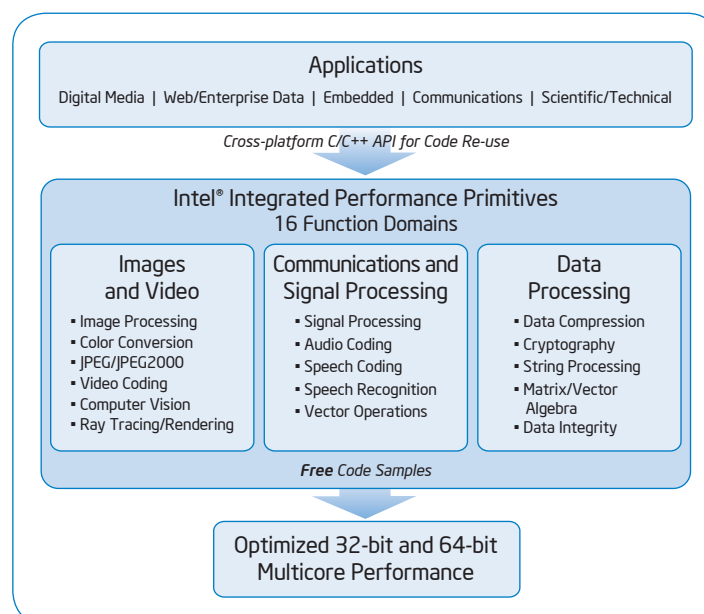 Applications
Digital Media | Web/Enterprise Data | Embedded | Communications | Scientific/Technical
Cross-platform C/C++ API for Code Re-use
Intel® Integrated Performance Primitives
16 Function Domains
Images
and Video
▪ Image Processing
▪ Color Conversion
▪ JPEG/JPEG2000
▪ Video Coding
▪ Computer Vision
▪ Ray Tracing/Rendering
Communications and
Signal Processing
▪ Signal Processing
▪ Audio Coding
▪ Speech Coding
▪ Speech Recognition
▪ Vector Operations
Data
Processing
▪ Data Compression
▪ Cryptography
▪ String Processing
▪ Matrix/Vector
Algebra
▪ Data Integrity
Free Code Samples
Optimized 32-bit and 64-bit
Multicore Performance